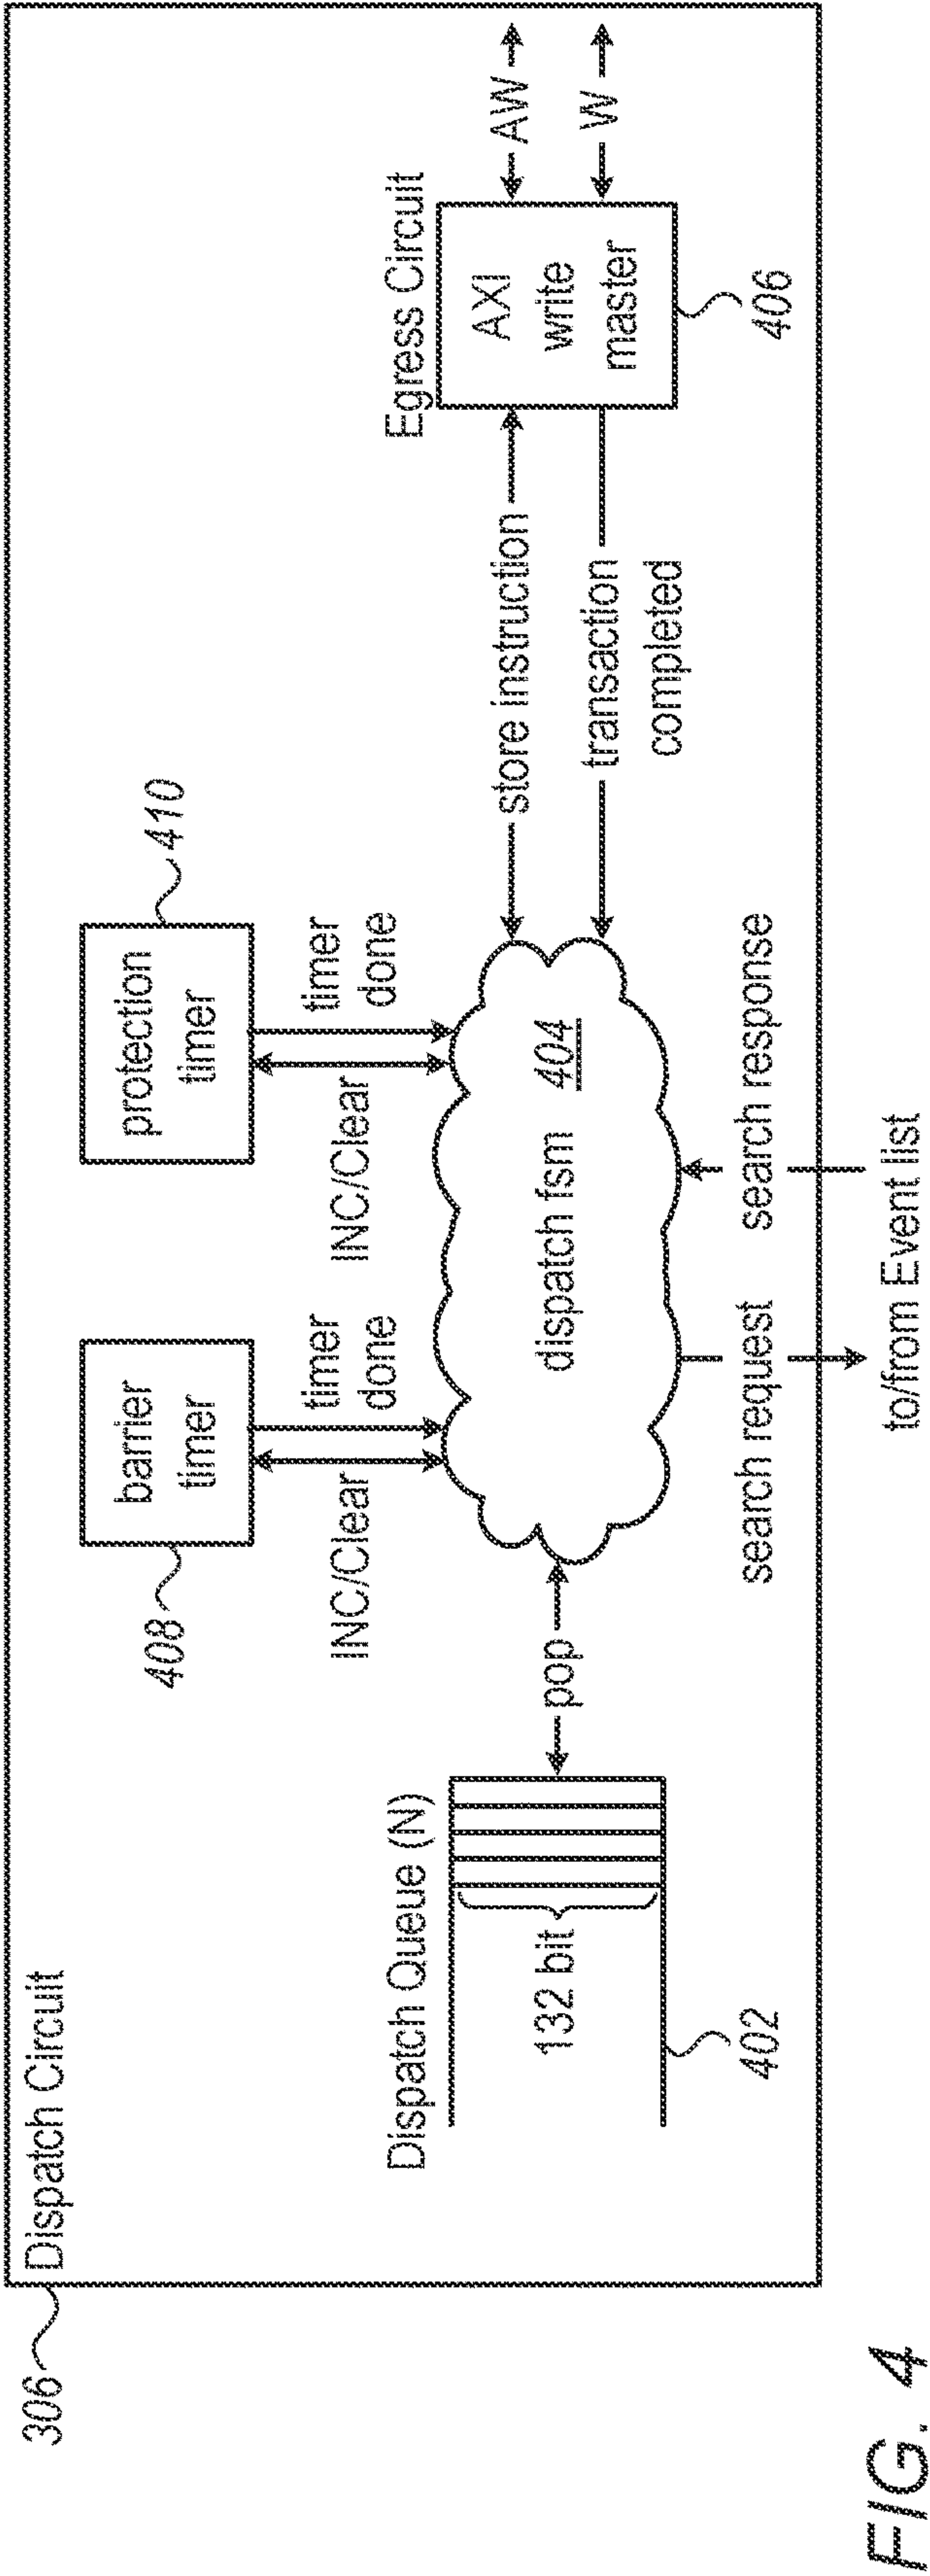 306
Dispatch Circuit
408
barrier
timer
protection
timer
410
INC/Clear
timer
done
INC/Clear
timer
done
Dispatch Queue (N)
132 bit
402
pop
dispatch fsm
404
store instruction
transaction
completed
Egress Circuit
AXI
write
master
406
AW
W
search request
search response
to/from Event list
FIG. 4